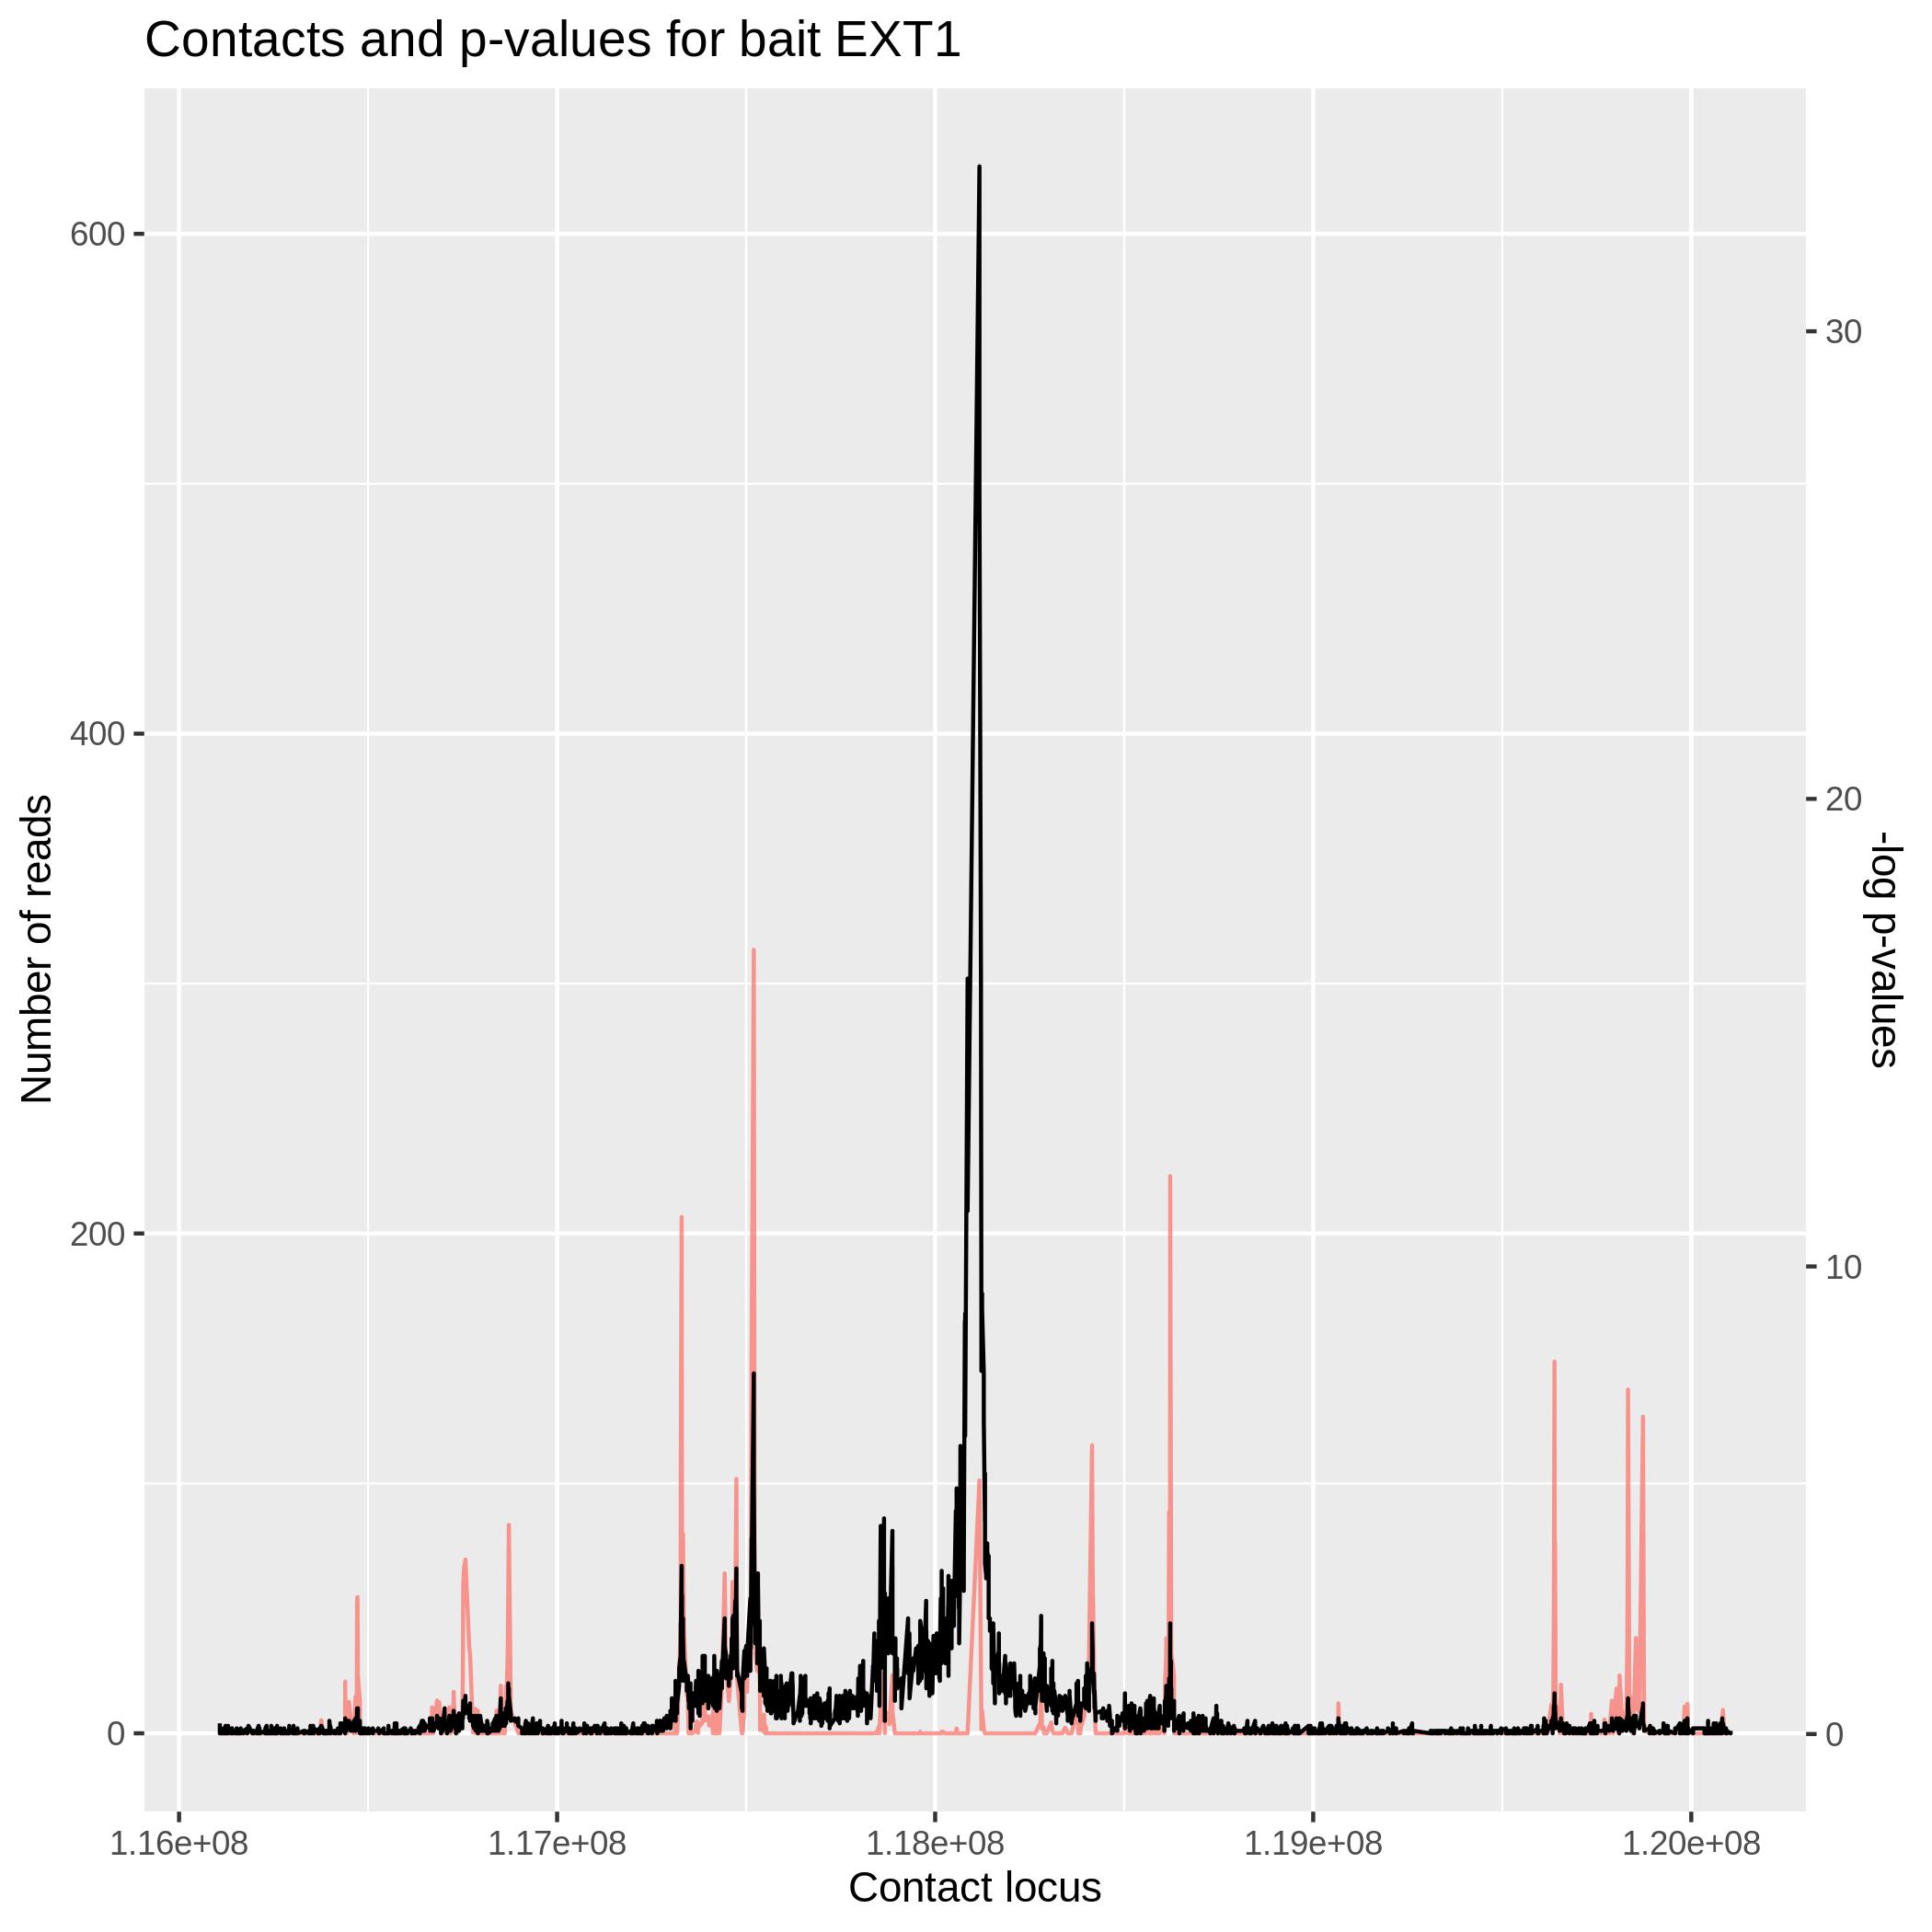 Contacts and p-values for bait EXT1
600
400
200
0
30
20
10
0
Number of reads
-log p-values
1.16e+08
1.17e+08
1.18e+08
1.19e+08
1.20e+08
Contact locus